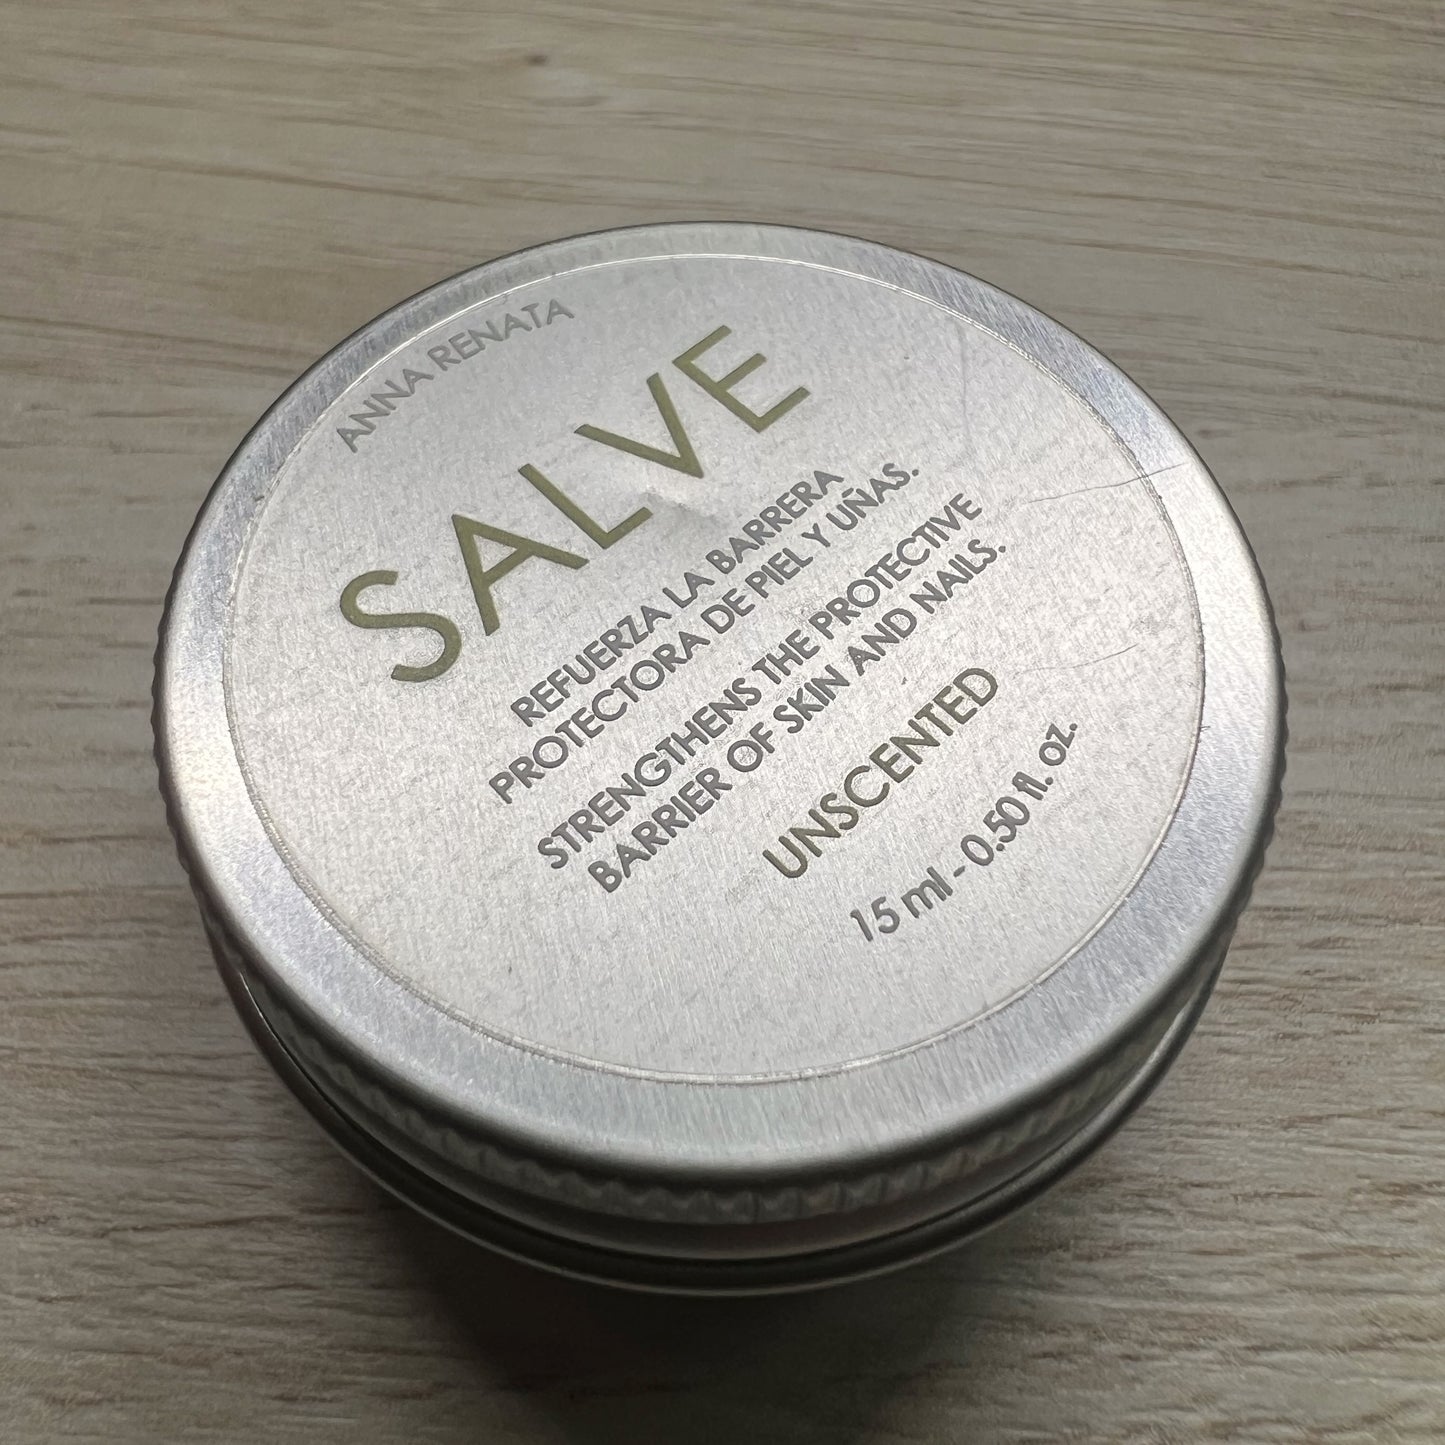 ANNA RENATA
SALVE
REFUERZA LA BARRERA
PROTECTORA DE PIEL Y UÑAS.
STRENGTHENS THE PROTECTIVE
BARRIER OF SKIN AND NAILS.
UNSCENTED
15 ml - 0.50 fl. oz.